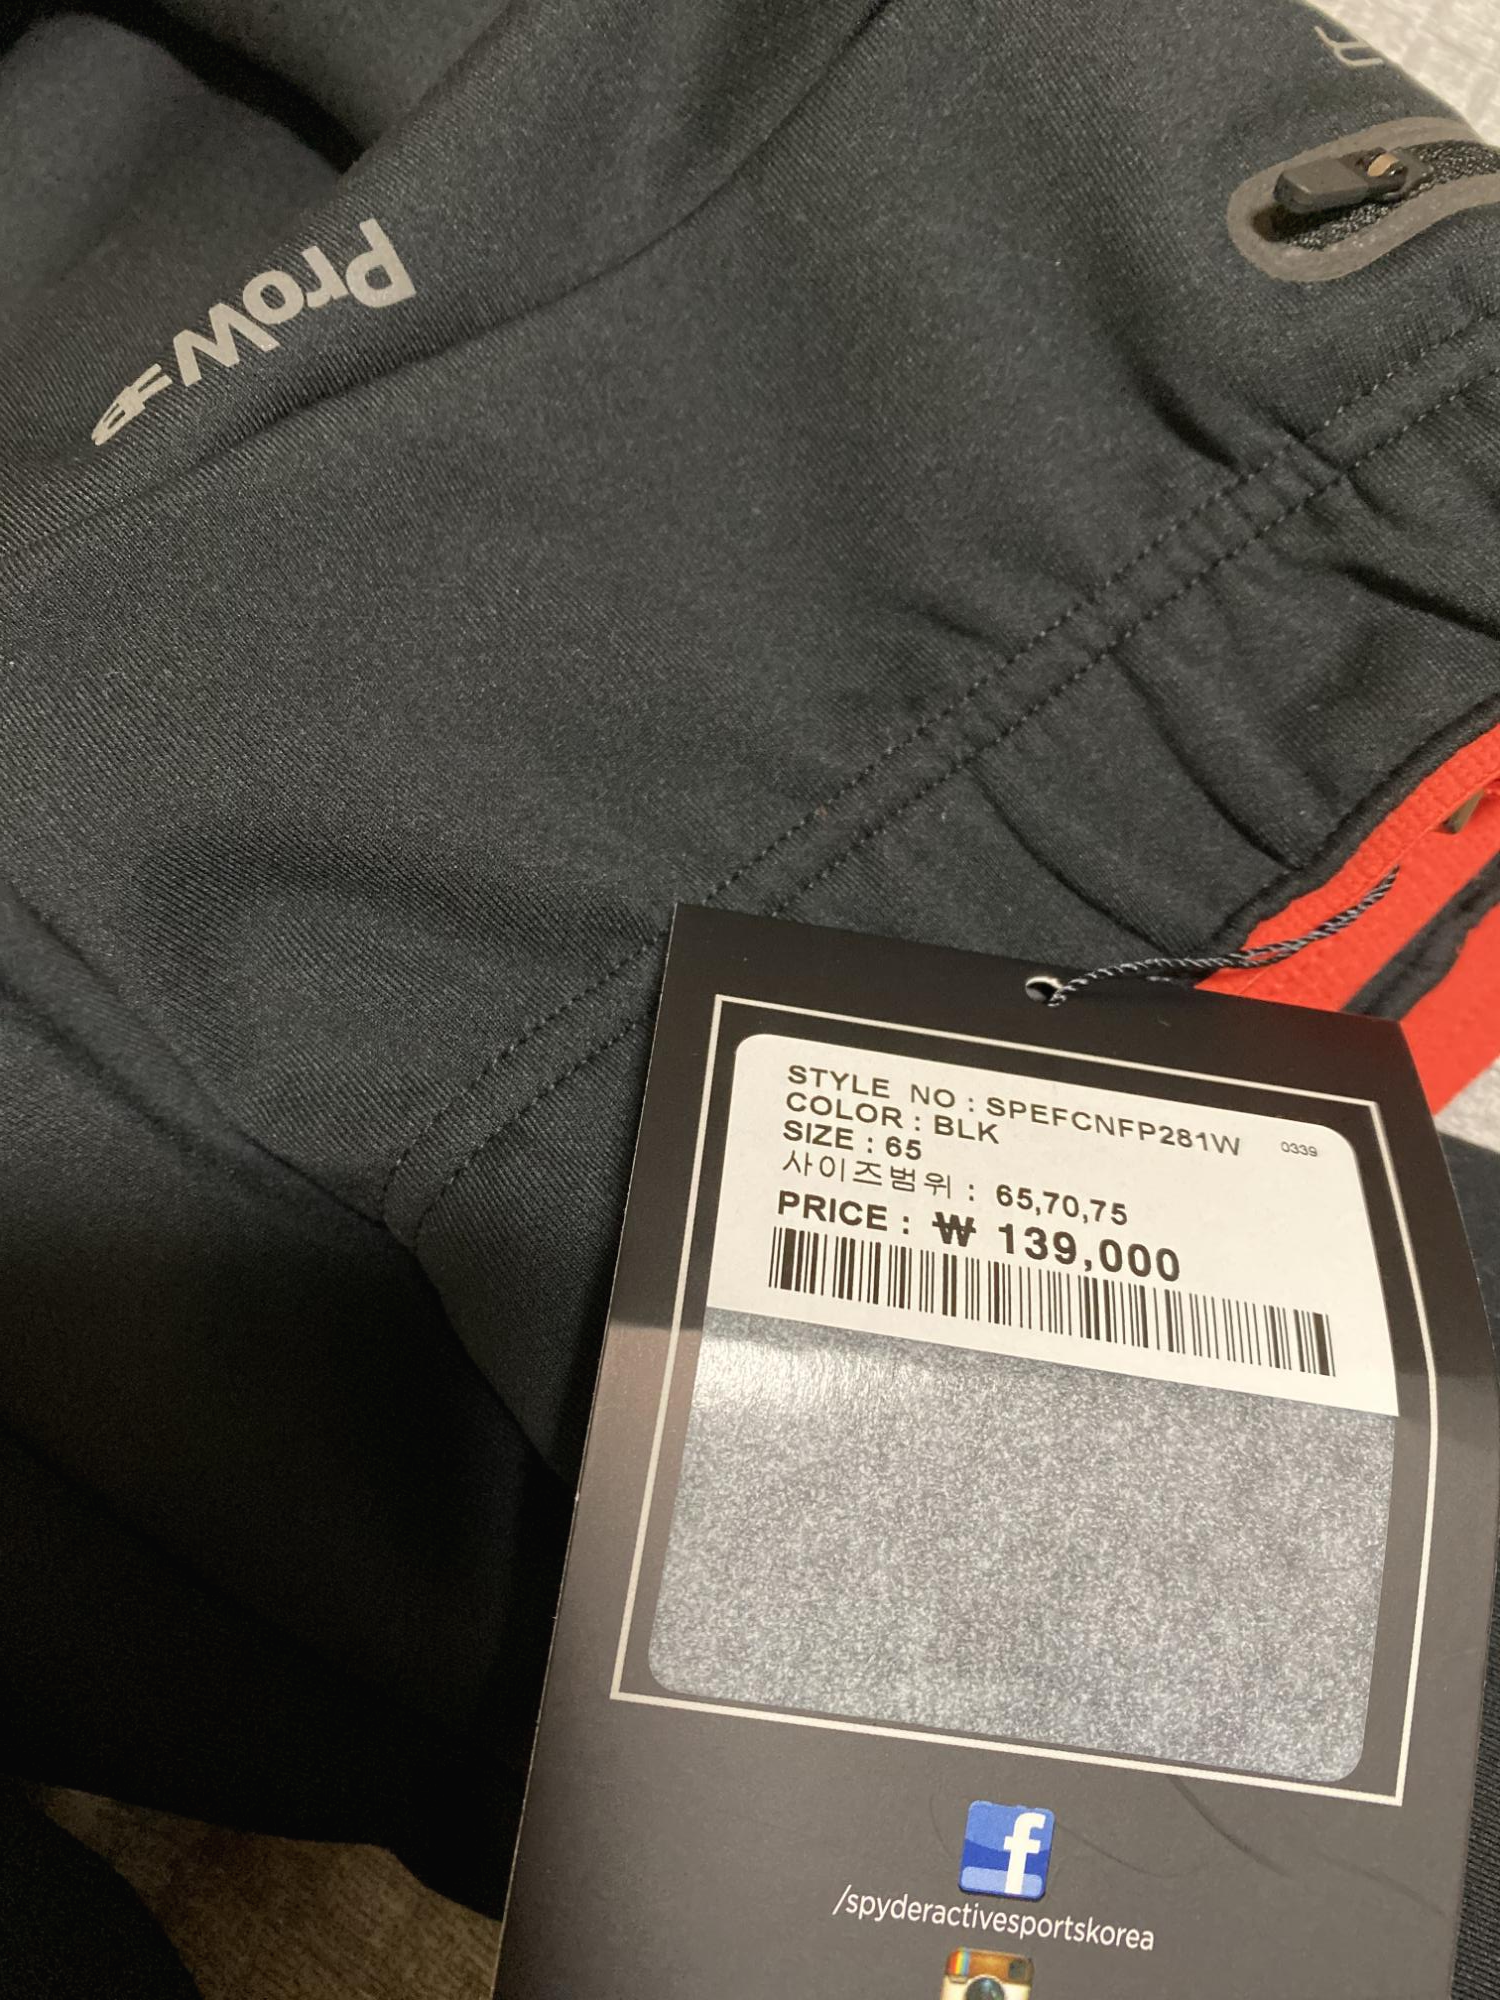 ProW
STYLE NO : SPEFCNFP281W 0339
COLOR : BLK
SIZE : 65
사이즈범위 : 65,70,75
PRICE : ₩ 139,000
/spyderactivesportskorea